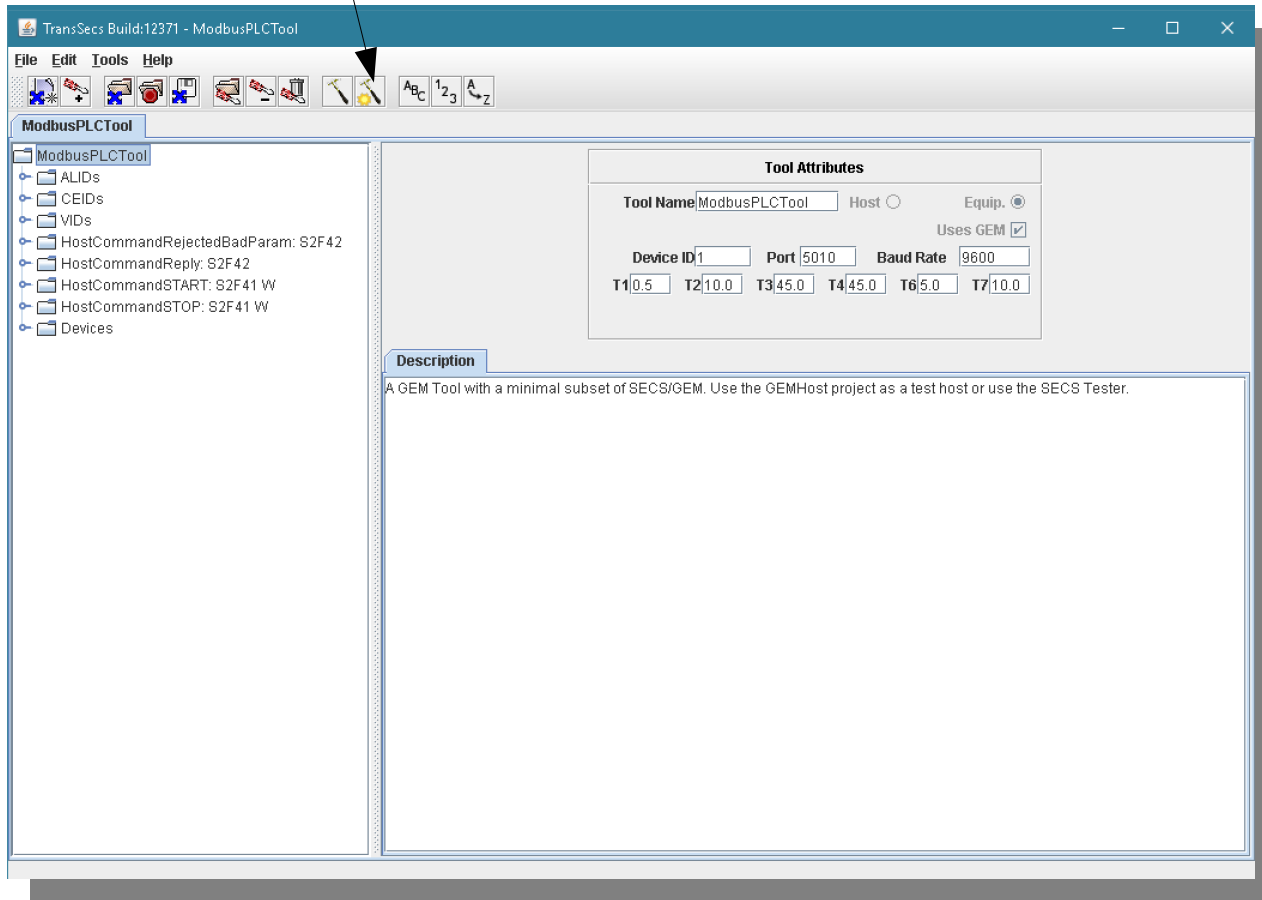 TransSecs Build:12371 - ModbusPLCTool
File Edit Tools Help
ABC 123 A Z
ModbusPLCTool
ModbusPLCTool
ALIDs
CEIDs
VIDs
HostCommandRejectedBadParam: S2F42
HostCommandReply: S2F42
HostCommandSTART: S2F41 W
HostCommandSTOP: S2F41 W
Devices
Tool Attributes
Tool Name ModbusPLCTool Host Equip.
Uses GEM
Device ID 1 Port 5010 Baud Rate 9600
T1 0.5 T2 10.0 T3 45.0 T4 45.0 T6 5.0 T7 10.0
Description
A GEM Tool with a minimal subset of SECS/GEM. Use the GEMHost project as a test host or use the SECS Tester.